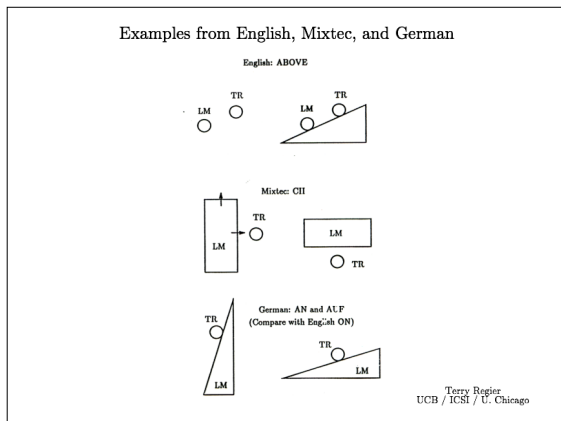 Examples from English, Mixtec, and German
English: ABOVE
TR
LM
TR
LM
Mixtec: CII
TR
LM
LM
TR
German: AN and AUF
(Compare with English ON)
TR
LM
TR
LM
Terry Regier
UCB / ICSI / U. Chicago